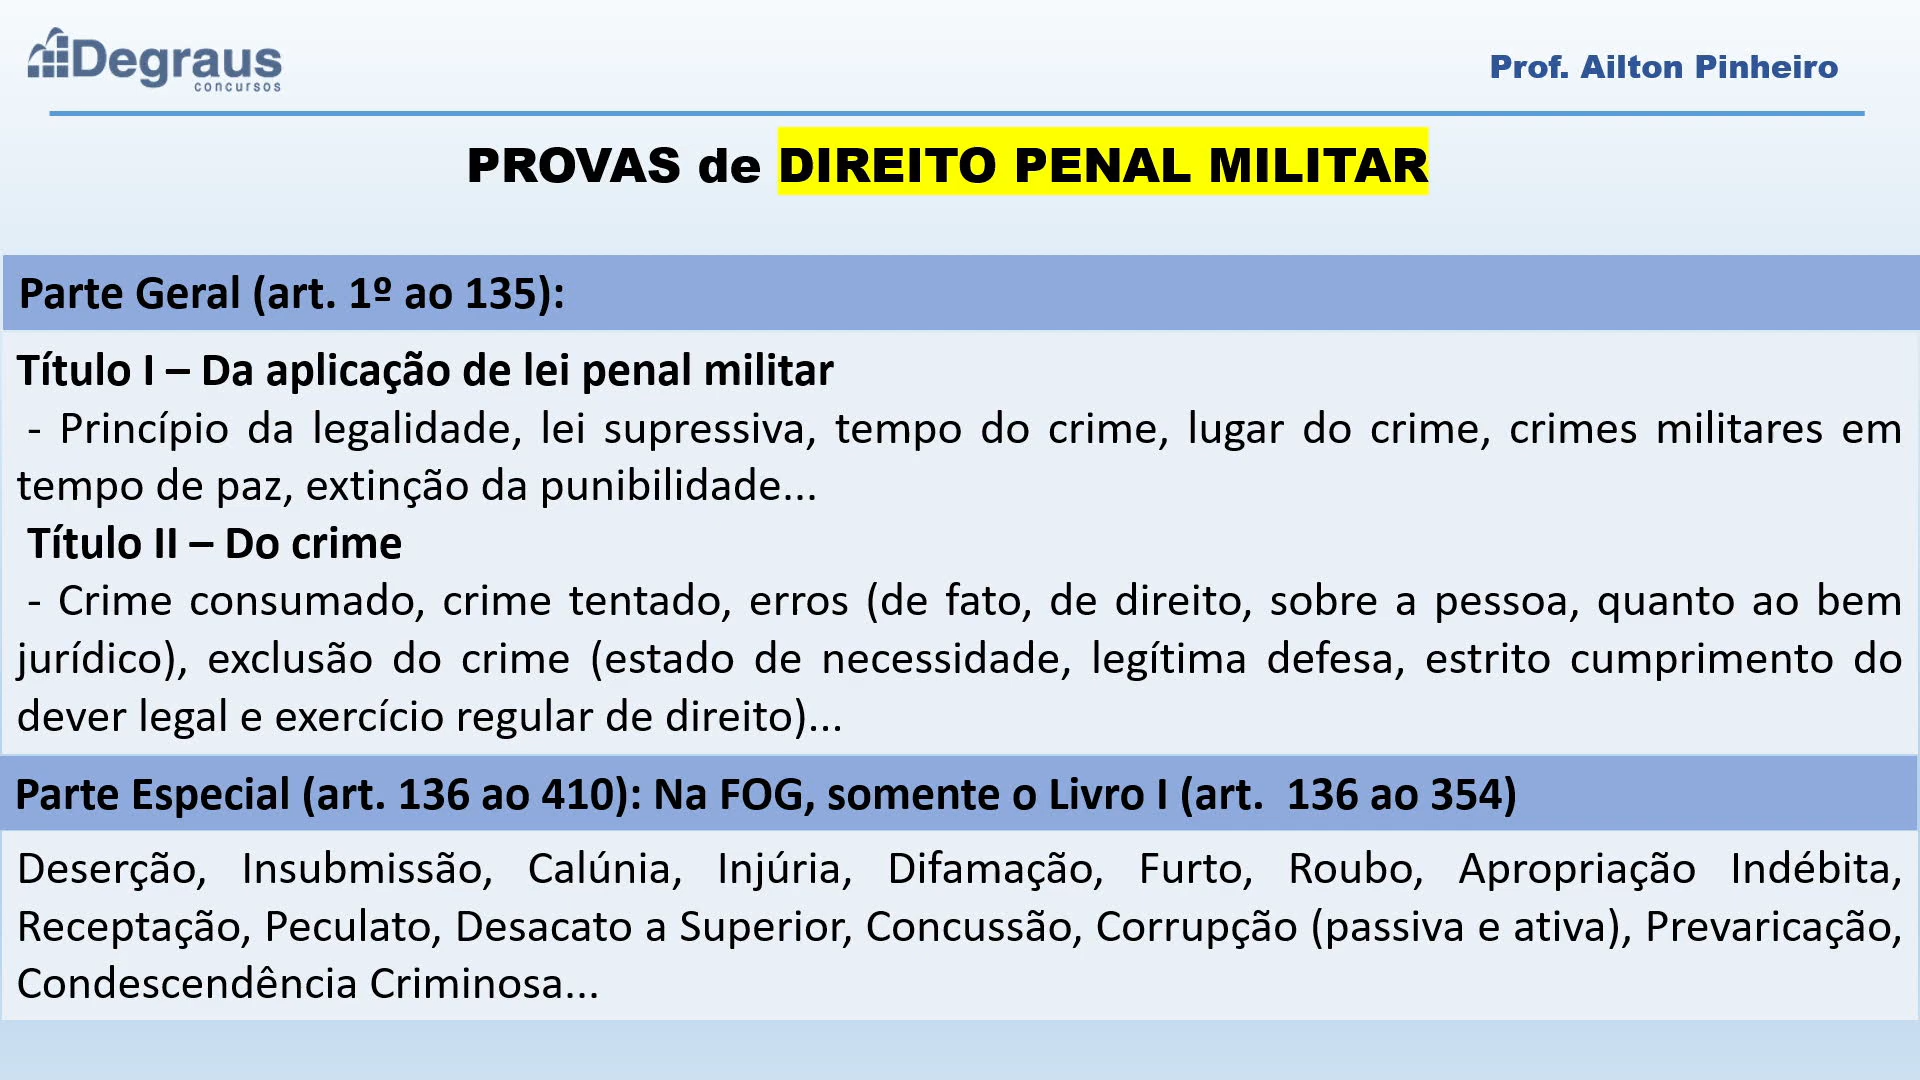 Degraus
concursos
Prof. Ailton Pinheiro
PROVAS de DIREITO PENAL MILITAR
Parte Geral (art. 1º ao 135):
Título I – Da aplicação de lei penal militar
- Princípio da legalidade, lei supressiva, tempo do crime, lugar do crime, crimes militares em
tempo de paz, extinção da punibilidade...
Título II – Do crime
- Crime consumado, crime tentado, erros (de fato, de direito, sobre a pessoa, quanto ao bem
jurídico), exclusão do crime (estado de necessidade, legítima defesa, estrito cumprimento do
dever legal e exercício regular de direito)...
Parte Especial (art. 136 ao 410): Na FOG, somente o Livro I (art. 136 ao 354)
Deserção, Insubmissão, Calúnia, Injúria, Difamação, Furto, Roubo, Apropriação Indébita,
Receptação, Peculato, Desacato a Superior, Concussão, Corrupção (passiva e ativa), Prevaricação,
Condescendência Criminosa...